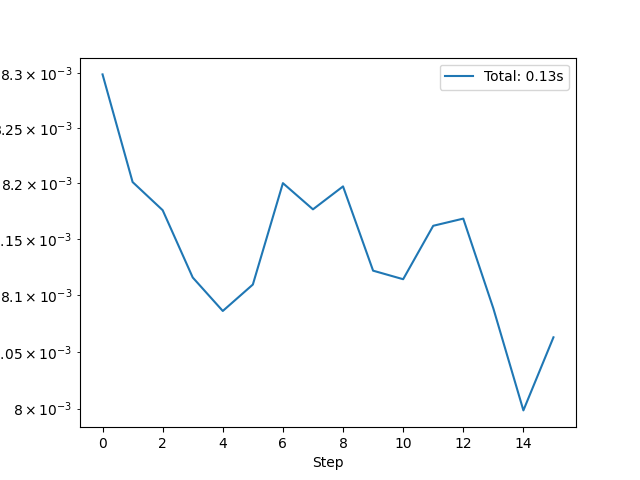 8.3 × 10⁻³
.25 × 10⁻³
8.2 × 10⁻³
.15 × 10⁻³
8.1 × 10⁻³
.05 × 10⁻³
8 × 10⁻³
Total: 0.13s
0 2 4 6 8 10 12 14
Step